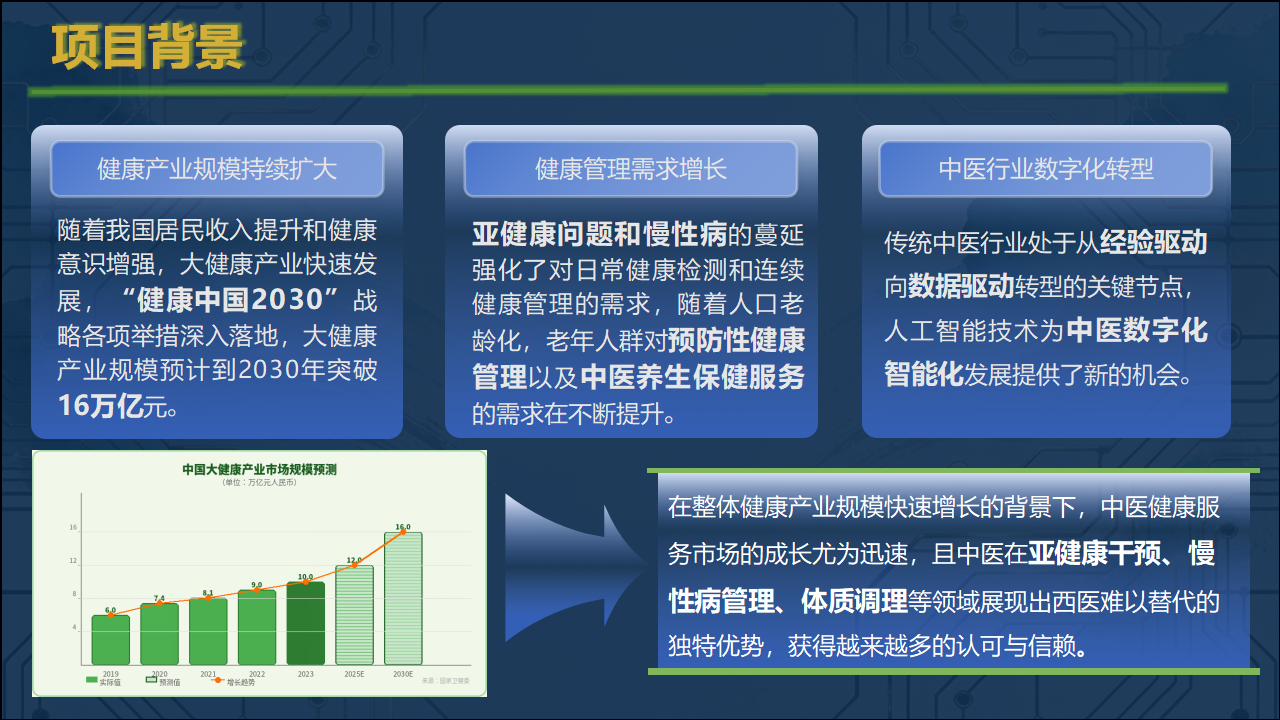 项目背景
健康产业规模持续扩大
随着我国居民收入提升和健康
意识增强，大健康产业快速发
展，“健康中国2030”战
略各项举措深入落地，大健康
产业规模预计到2030年突破
16万亿元。
健康管理需求增长
亚健康问题和慢性病的蔓延
强化了对日常健康检测和连续
健康管理的需求，随着人口老
龄化，老年人群对预防性健康
管理以及中医养生保健服务
的需求在不断提升。
中医行业数字化转型
传统中医行业处于从经验驱动
向数据驱动转型的关键节点，
人工智能技术为中医数字化
智能化发展提供了新的机会。
中国大健康产业市场规模预测
（单位：万亿元人民币）
16
12
8
4
6.0
7.4
8.1
9.0
10.0
12.0
16.0
2019
2020
2021
2022
2023
2025E
2030E
实际值
预测值
增长趋势
来源：国家卫健委
在整体健康产业规模快速增长的背景下，中医健康服
务市场的成长尤为迅速，且中医在亚健康干预、慢
性病管理、体质调理等领域展现出西医难以替代的
独特优势，获得越来越多的认可与信赖。